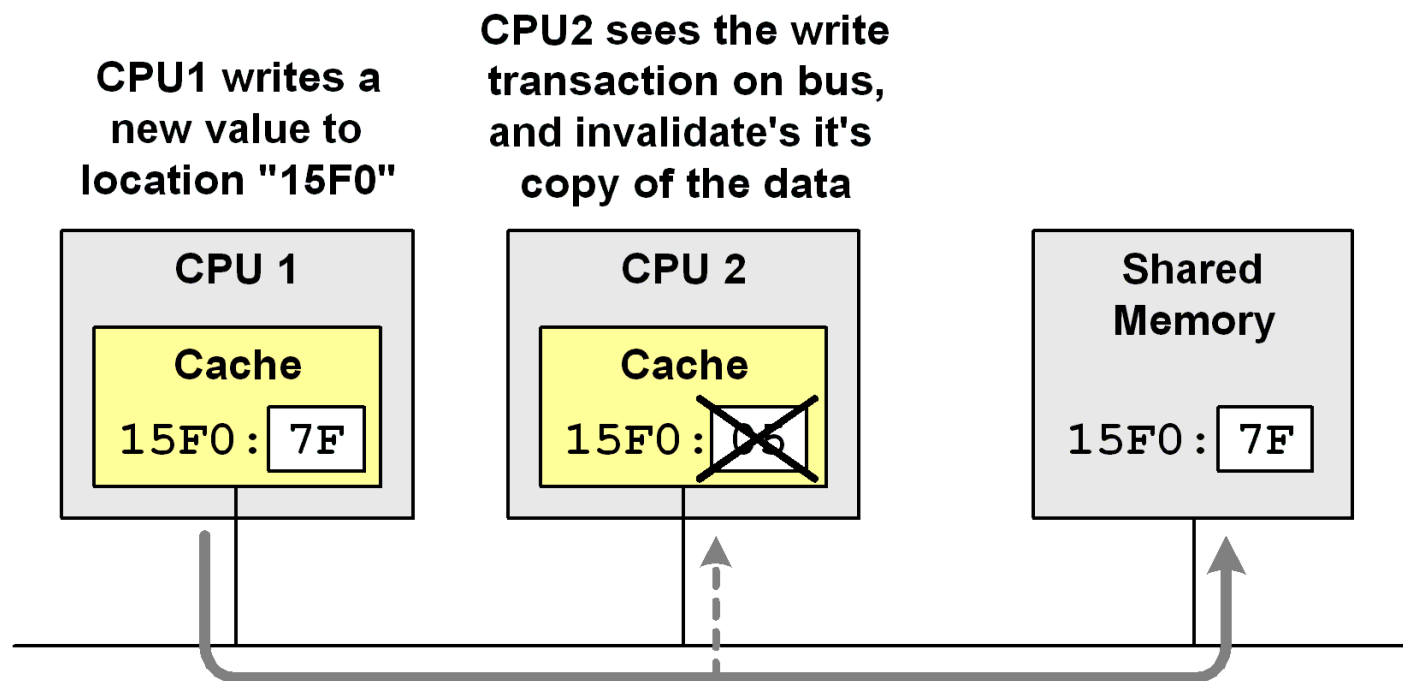 CPU1 writes a
new value to
location "15F0"
CPU2 sees the write
transaction on bus,
and invalidate's it's
copy of the data
CPU 1
Cache
15F0: 7F
CPU 2
Cache
15F0:
Shared
Memory
15F0: 7F